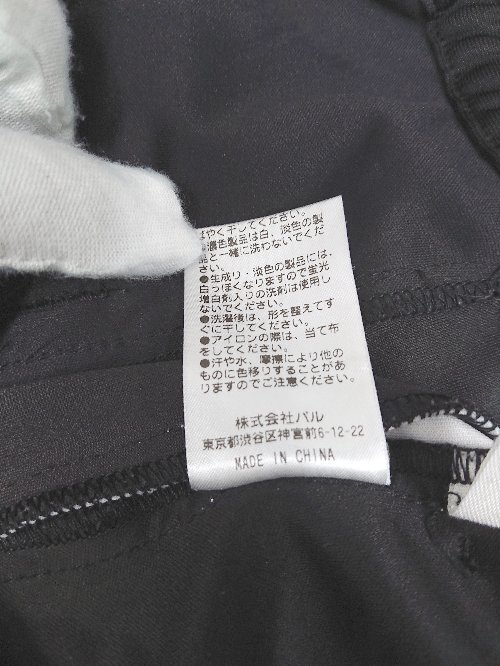 ばやく干してください。
●濃色製品は白、淡色の製
品と一緒に洗わないでくだ
さい。
●生成り・淡色の製品には、
白っぽくなりますので蛍光
増白剤入りの洗剤は使用し
ないでください。
●洗濯後は、形を整えてす
ぐに干してください。
●アイロンの際は、当て布
をしてください。
●汗や水、摩擦により他の
ものに色移りすることがあ
りますのでご注意ください。
株式会社パル
東京都渋谷区神宮前6-12-22
MADE IN CHINA